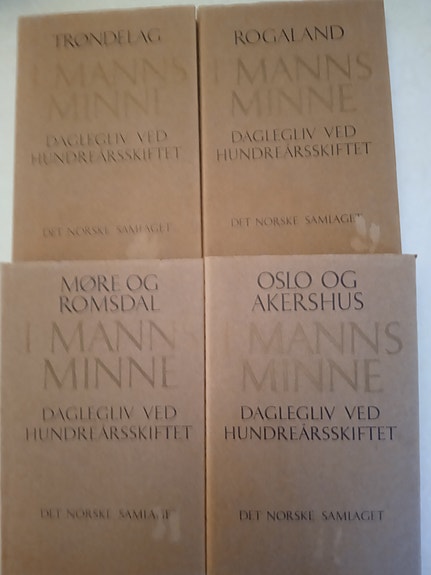 TRØNDELAG
I MANNS
MINNE
DAGLEGLIV VED
HUNDREÅRSSKIFTET
DET NORSKE SAMLAGET
ROGALAND
I MANNS
MINNE
DAGLEGLIV VED
HUNDREÅRSSKIFTET
DET NORSKE SAMLAGET
MØRE OG
ROMSDAL
I MANNS
MINNE
DAGLEGLIV VED
HUNDREÅRSSKIFTET
DET NORSKE SAMLAGET
OSLO OG
AKERSHUS
I MANNS
MINNE
DAGLEGLIV VED
HUNDREÅRSSKIFTET
DET NORSKE SAMLAGET